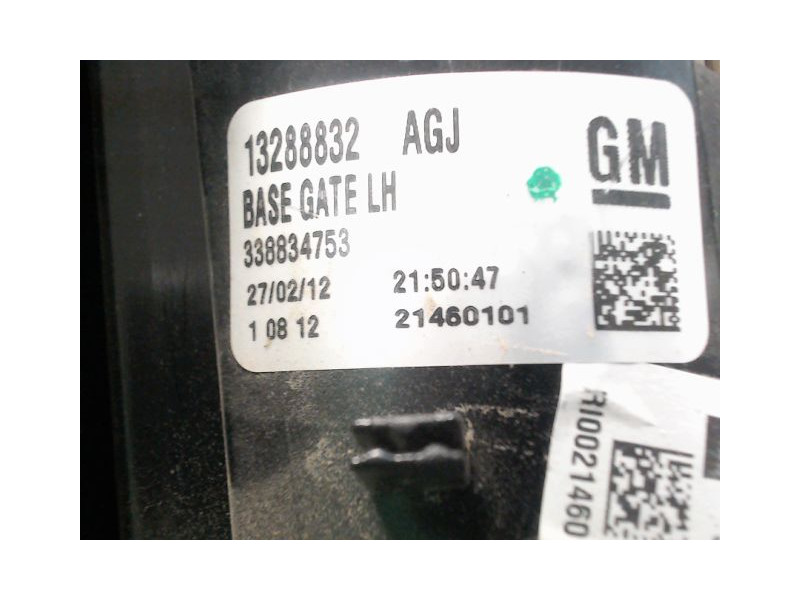 13288832 AGJ
GM
BASE GATE LH
338834753
27/02/12 21:50:47
1 08 12 21460101
RI0021460